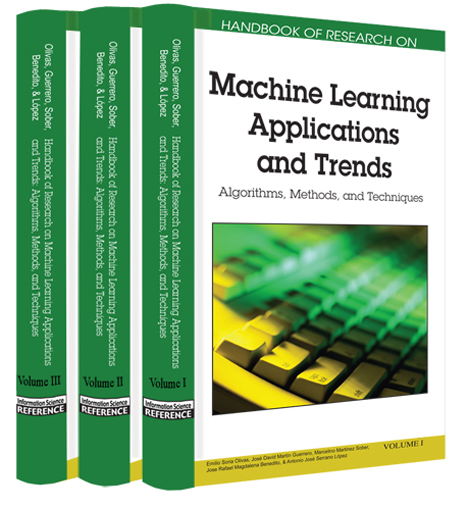 Olivas, Guerrero, Sober,
Benedito, & López
Handbook of Research on Machine Learning Applications
and Trends: Algorithms, Methods, and Techniques
Volume III
Information Science
REFERENCE
Olivas, Guerrero, Sober,
Benedito, & López
Handbook of Research on Machine Learning Applications
and Trends: Algorithms, Methods, and Techniques
Volume II
Information Science
REFERENCE
Olivas, Guerrero, Sober,
Benedito, & López
Handbook of Research on Machine Learning Applications
and Trends: Algorithms, Methods, and Techniques
Volume I
Information Science
REFERENCE
HANDBOOK OF RESEARCH ON
Machine Learning
Applications
and Trends
Algorithms, Methods, and Techniques
VOLUME I
Emilio Soria Olivas, José David Martín Guerrero, Marcelino Martinez Sober,
Jose Rafael Magdalena Benedito, & Antonio José Serrano López